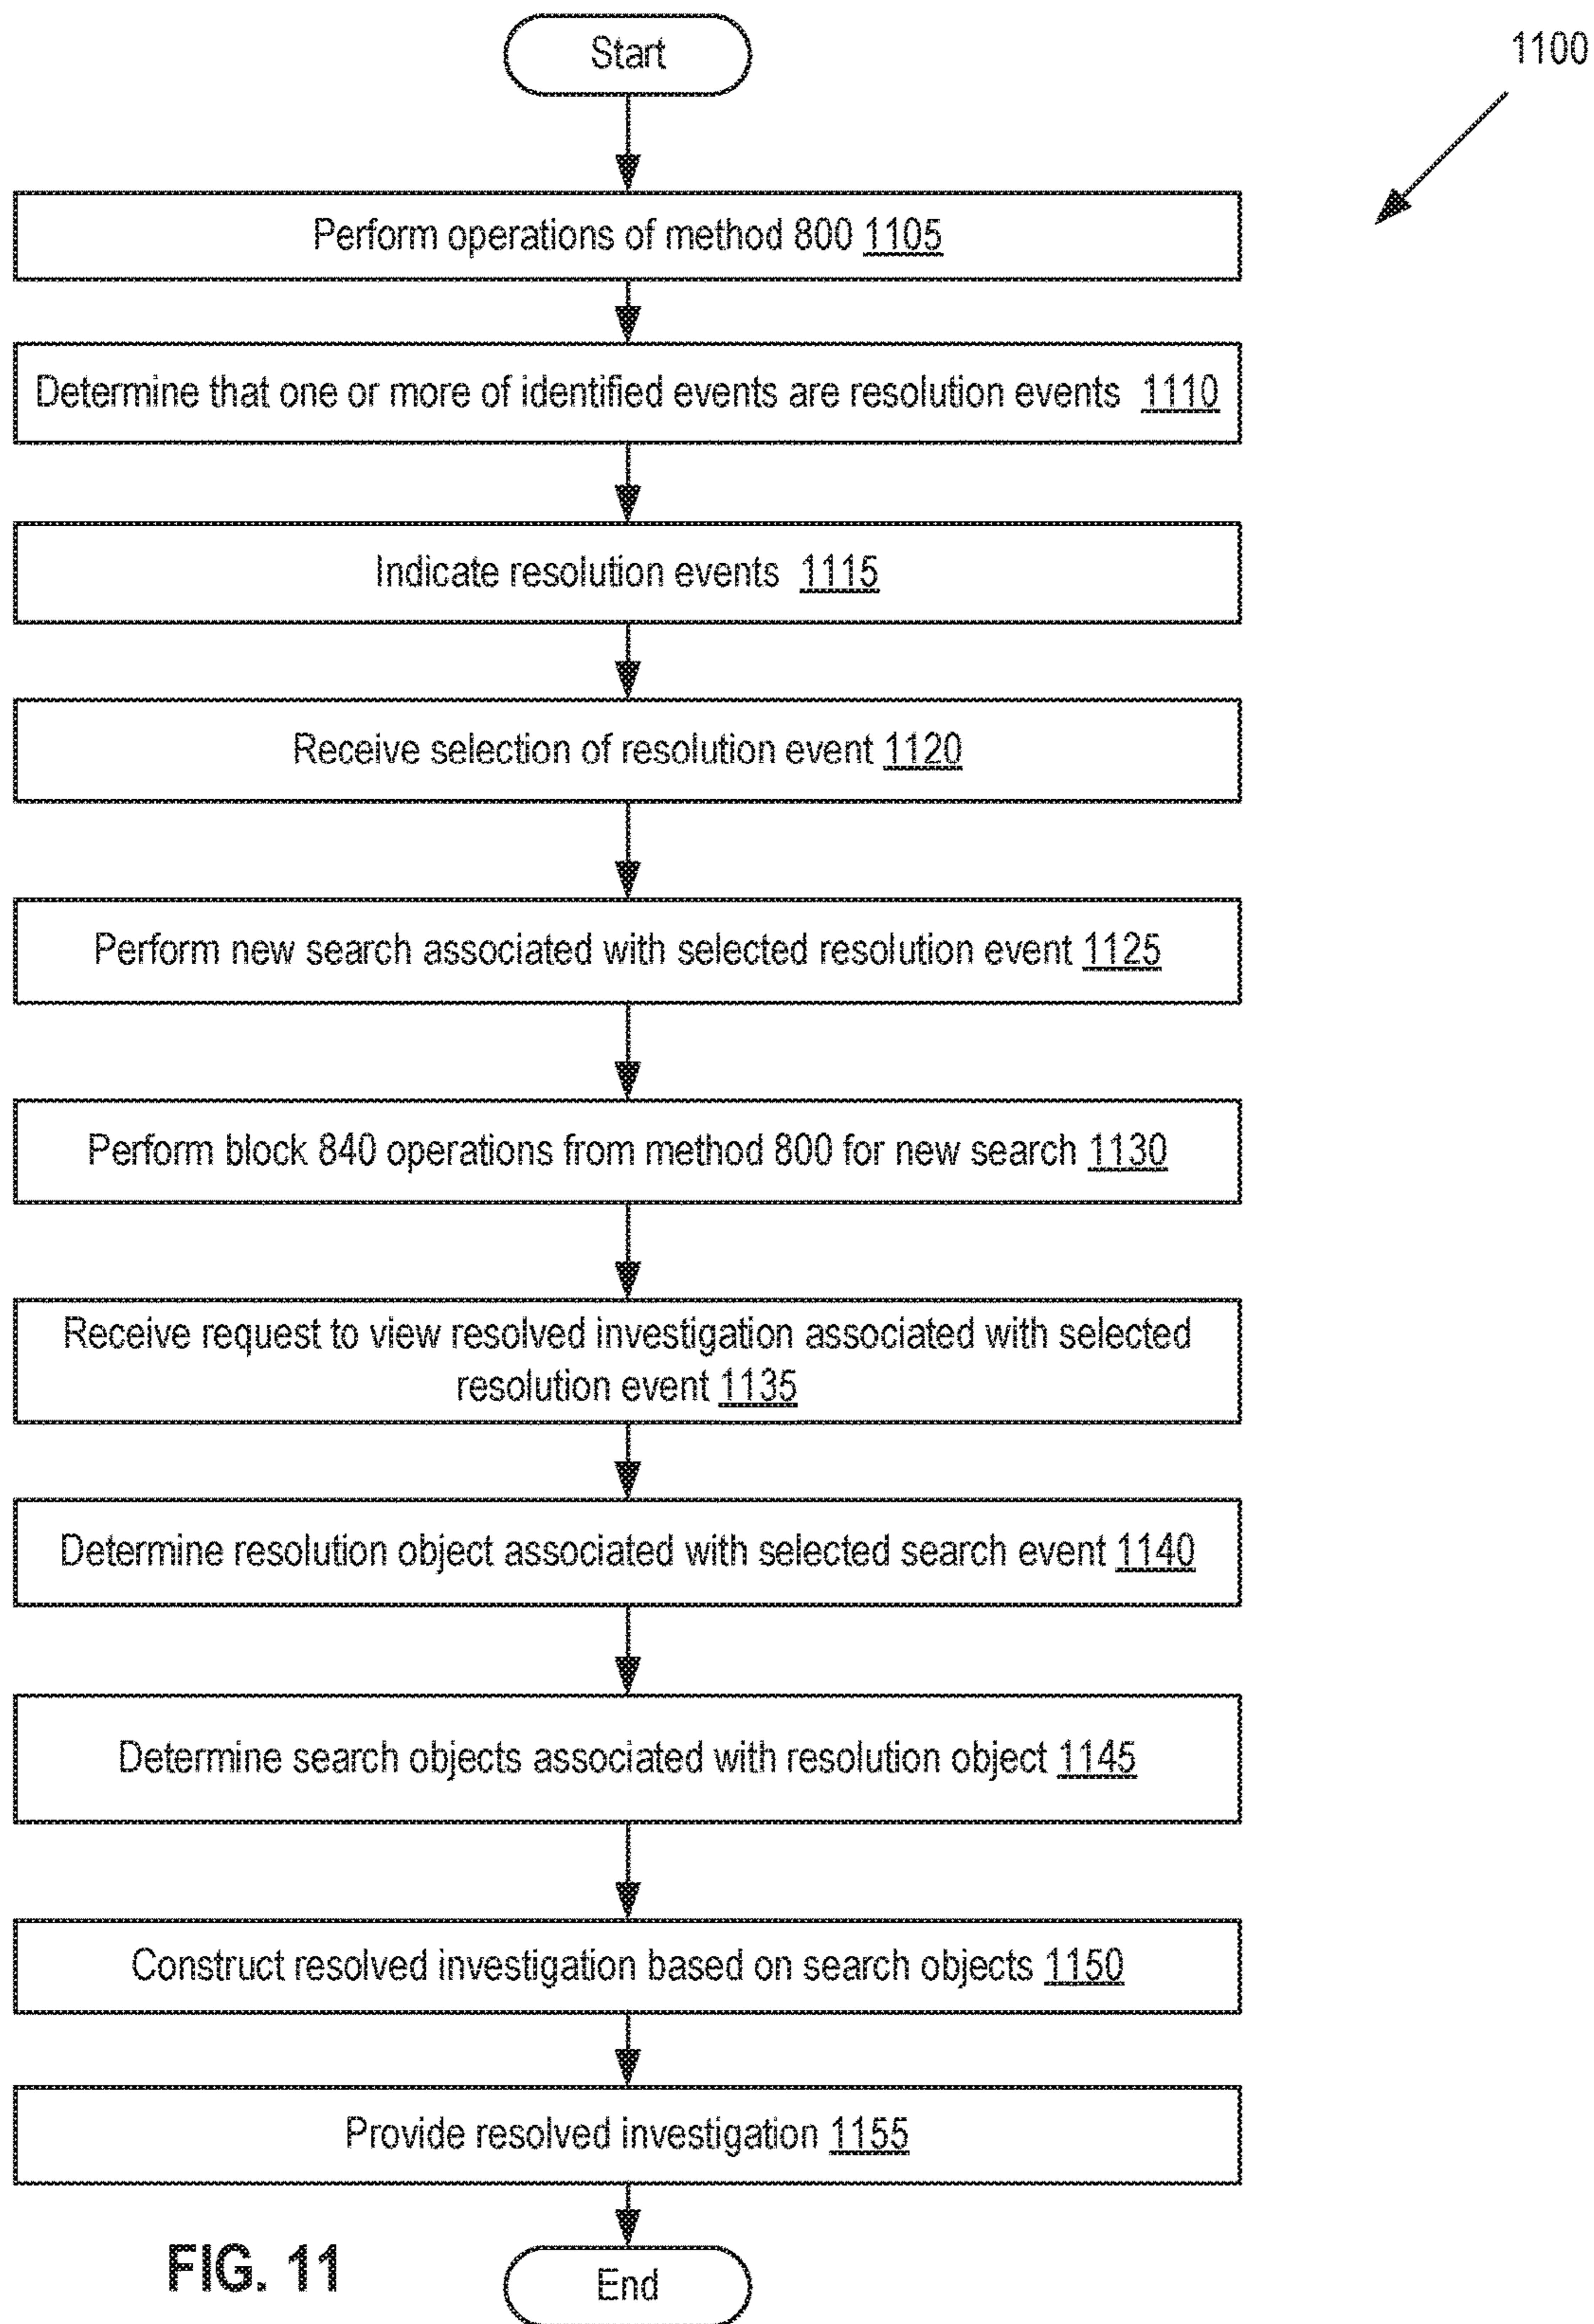 Start
1100
Perform operations of method 800 1105
Determine that one or more of identified events are resolution events 1110
Indicate resolution events 1115
Receive selection of resolution event 1120
Perform new search associated with selected resolution event 1125
Perform block 840 operations from method 800 for new search 1130
Receive request to view resolved investigation associated with selected
resolution event 1135
Determine resolution object associated with selected search event 1140
Determine search objects associated with resolution object 1145
Construct resolved investigation based on search objects 1150
Provide resolved investigation 1155
FIG. 11
End